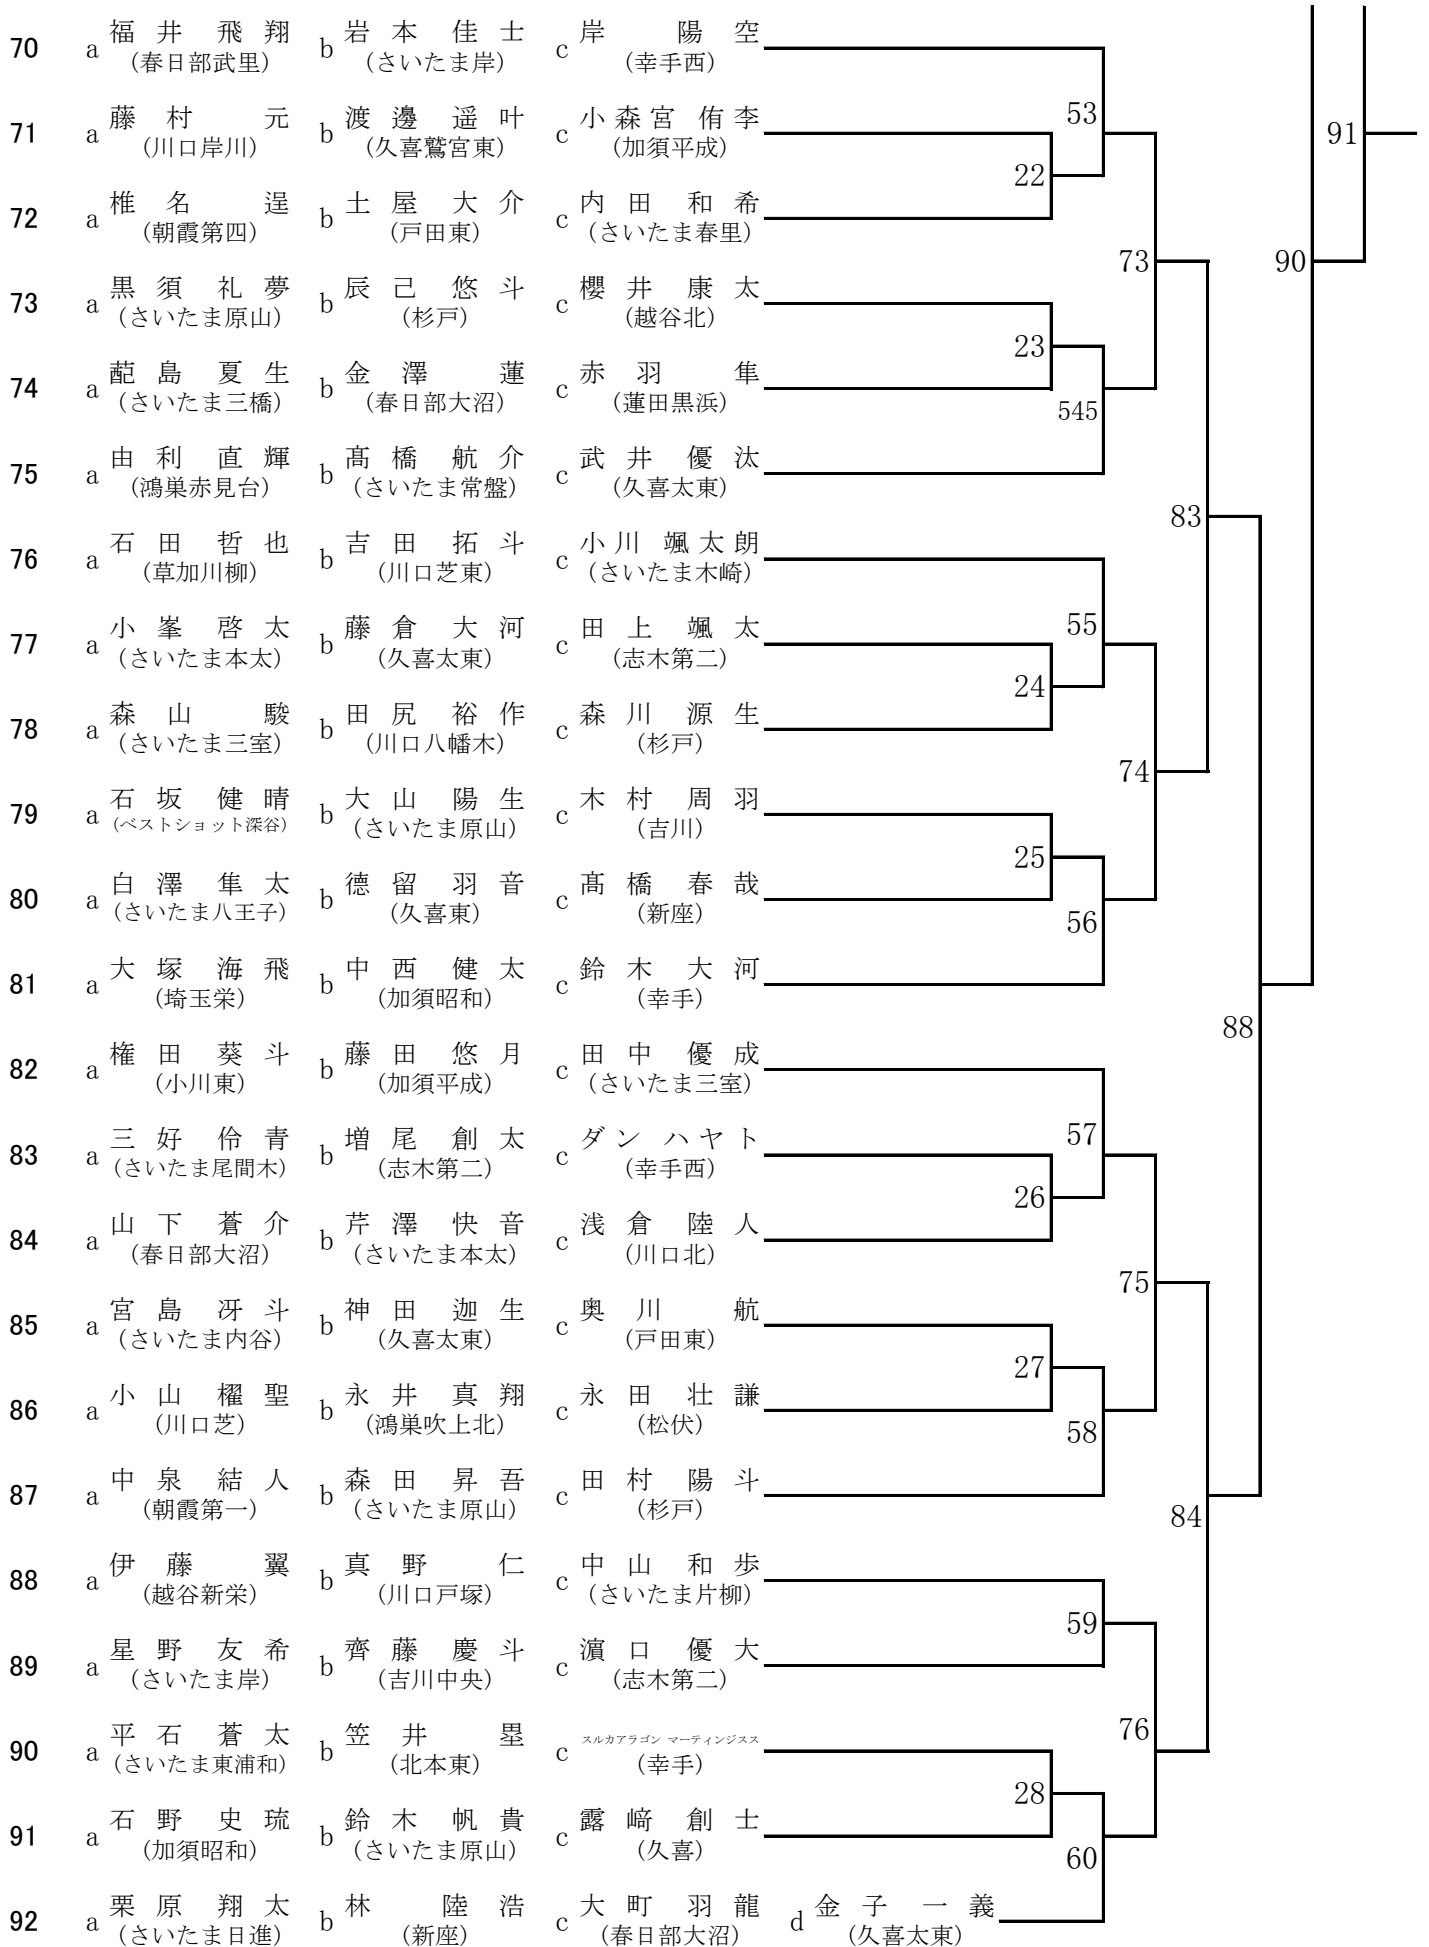 70 a 福井 飛翔 b 岩本 佳士 c 岸 陽空
(春日部武里) (さいたま岸) (幸手西)
53
71 a 藤村 元 b 渡邊 遥叶 c 小森宮 侑李 91
(川口岸川) (久喜鷲宮東) (加須平成)
22
72 a 椎名 逞 b 土屋 大介 c 内田 和希
(朝霞第四) (戸田東) (さいたま春里)
73 90
73 a 黒須 礼夢 b 辰己 悠斗 c 櫻井 康太
(さいたま原山) (杉戸) (越谷北)
23
74 a 蓜島 夏生 b 金澤 蓮 c 赤羽 隼
(さいたま三橋) (春日部大沼) (蓮田黒浜)
545
75 a 由利 直輝 b 髙橋 航介 c 武井 優汰
(鴻巣赤見台) (さいたま常盤) (久喜太東)
83
76 a 石田 哲也 b 吉田 拓斗 c 小川 颯太朗
(草加川柳) (川口芝東) (さいたま木崎)
55
77 a 小峯 啓太 b 藤倉 大河 c 田上 颯太
(さいたま本太) (久喜太東) (志木第二)
24
78 a 森山 駿 b 田尻 裕作 c 森川 源生
(さいたま三室) (川口八幡木) (杉戸)
74
79 a 石坂 健晴 b 大山 陽生 c 木村 周羽
(ベストショット深谷) (さいたま原山) (吉川)
25
80 a 白澤 隼太 b 德留 羽音 c 髙橋 春哉
(さいたま八王子) (久喜東) (新座)
56
81 a 大塚 海飛 b 中西 健太 c 鈴木 大河
(埼玉栄) (加須昭和) (幸手)
88
82 a 権田 葵斗 b 藤田 悠月 c 田中 優成
(小川東) (加須平成) (さいたま三室)
57
83 a 三好 伶青 b 増尾 創太 c ダン ハヤト
(さいたま尾間木) (志木第二) (幸手西)
26
84 a 山下 蒼介 b 芹澤 快音 c 浅倉 陸人
(春日部大沼) (さいたま本太) (川口北)
75
85 a 宮島 冴斗 b 神田 迦生 c 奥川 航
(さいたま内谷) (久喜太東) (戸田東)
27
86 a 小山 櫂聖 b 永井 真翔 c 永田 壮謙
(川口芝) (鴻巣吹上北) (松伏)
58
87 a 中泉 結人 b 森田 昇吾 c 田村 陽斗
(朝霞第一) (さいたま原山) (杉戸)
84
88 a 伊藤 翼 b 真野 仁 c 中山 和歩
(越谷新栄) (川口戸塚) (さいたま片柳)
59
89 a 星野 友希 b 齊藤 慶斗 c 濵口 優大
(さいたま岸) (吉川中央) (志木第二)
76
90 a 平石 蒼太 b 笠井 塁 c スルカアラゴン マーティンジスス
(さいたま東浦和) (北本東) (幸手)
28
91 a 石野 史琉 b 鈴木 帆貴 c 露﨑 創士
(加須昭和) (さいたま原山) (久喜)
60
92 a 栗原 翔太 b 林 陸浩 c 大町 羽龍 d 金子 一義
(さいたま日進) (新座) (春日部大沼) (久喜太東)